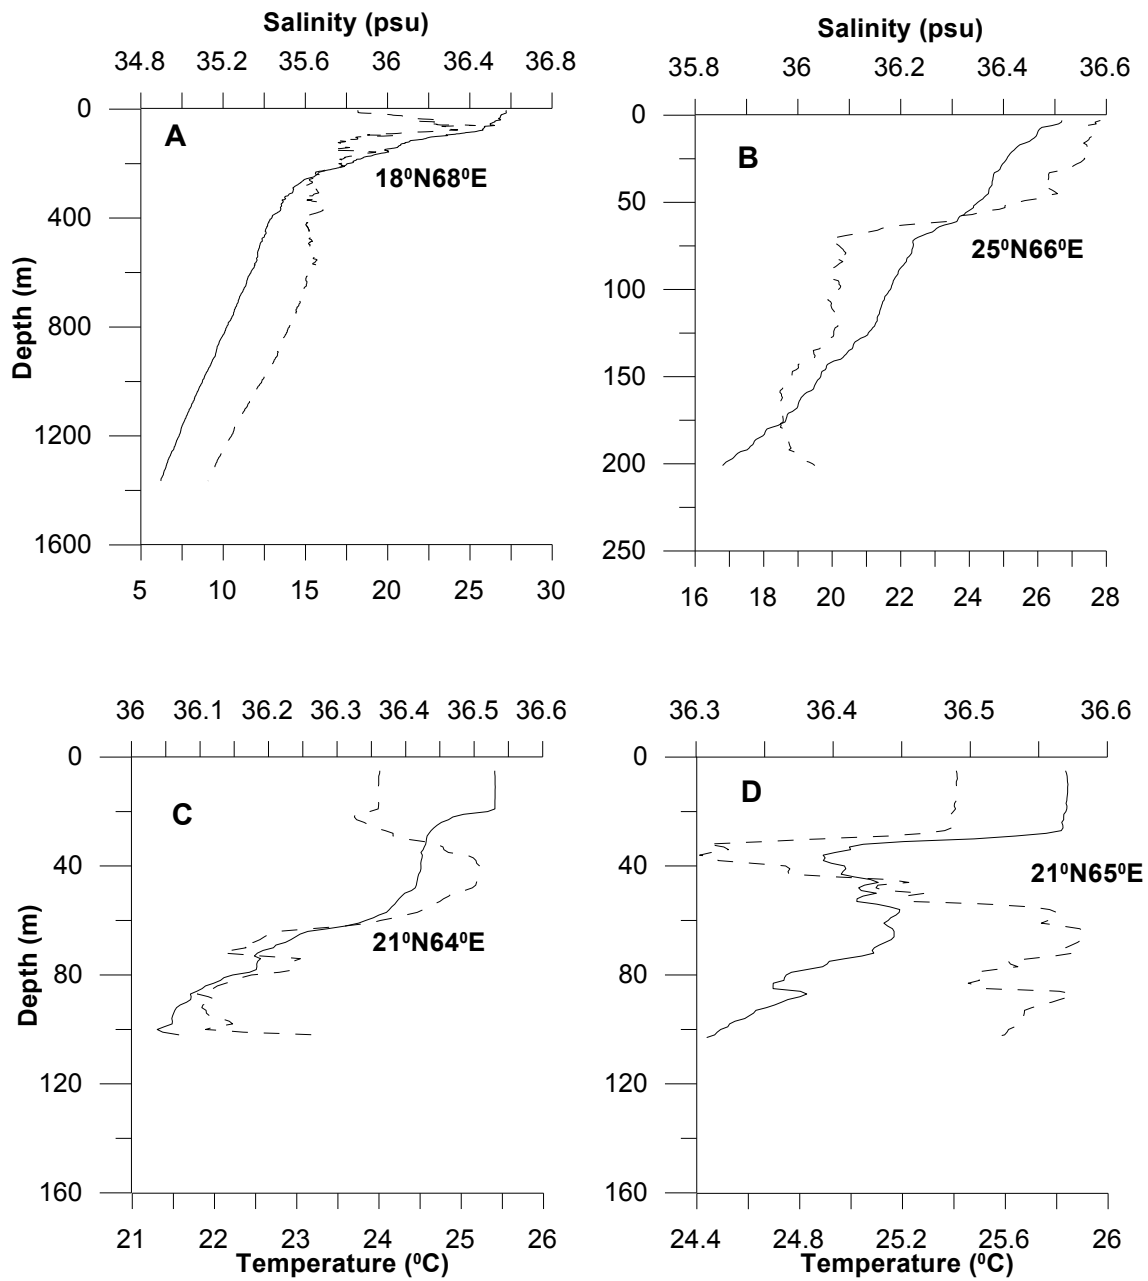 Salinity (psu)
34.8 35.2 35.6 36 36.4 36.8
0
400
800
1200
1600
Depth (m)
A
18⁰N68⁰E
5 10 15 20 25 30
Salinity (psu)
35.8 36 36.2 36.4 36.6
0
50
100
150
200
250
B
25⁰N66⁰E
16 18 20 22 24 26 28
36 36.1 36.2 36.3 36.4 36.5 36.6
0
40
80
120
160
Depth (m)
C
21⁰N64⁰E
21 22 23 24 25 26
Temperature (⁰C)
36.3 36.4 36.5 36.6
0
40
80
120
160
D
21⁰N65⁰E
24.4 24.8 25.2 25.6 26
Temperature (⁰C)